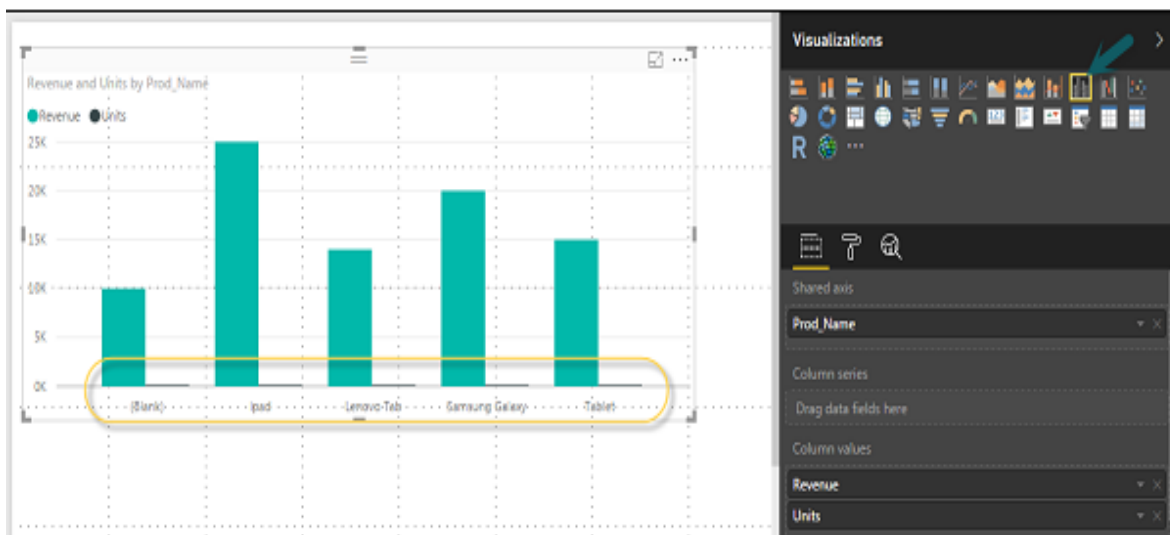 Visualizations
Revenue and Units by Prod_Name
Revenue Units
25K
20K
15K
10K
5K
0K
(Blank) Ipad Lenovo-Tab Samsung Galaxy Tablet
R
Shared axis
Prod_Name
Column series
Drag data fields here
Column values
Revenue
Units